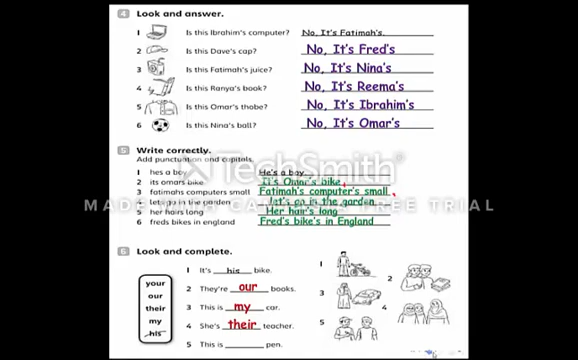 4 Look and answer.
1 Is this Ibrahim's computer? No, It's Fatimah's.
2 Is this Dave's cap? No, It's Fred's
3 Is this Fatimah's juice? No, It's Nina's
4 Is this Ranya's book? No, It's Reema's
5 Is this Omar's thobe? No, It's Ibrahim's
6 Is this Nina's ball? No, It's Omar's
5 Write correctly.
Add punctuation and capitals.
1 hes a boy He's a boy.
2 its omars bike It's Omar's bike.
3 fatimahs computers small Fatimah's computer's small.
4 lets go in the garden let's go in the garden
5 her hairs long Her hair's long
6 freds bikes in england Fred's bike's in England
TechSmith
MADE WITH CAMTASIA FREE TRIAL
6 Look and complete.
your
our
their
my
his
1 It's his bike.
2 They're our books.
3 This is my car.
4 She's their teacher.
5 This is ________ pen.
1
2
3
4
5